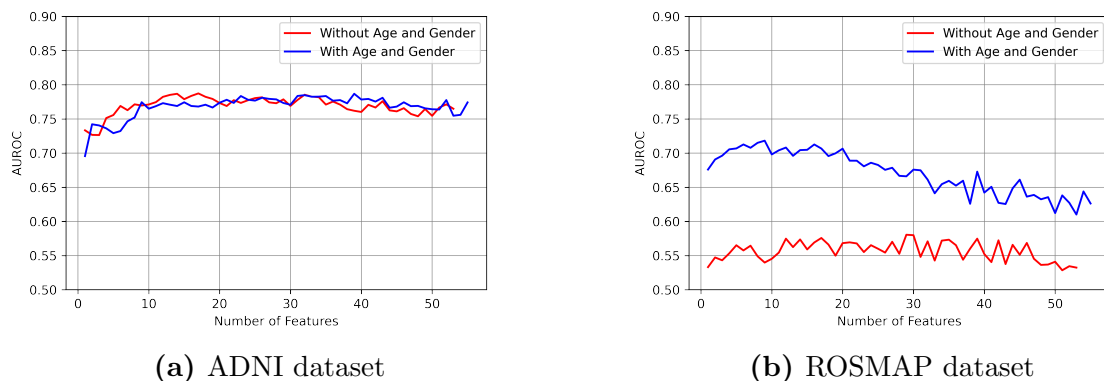 0.90
0.85
0.80
0.75
0.70
0.65
0.60
0.55
0.50
AUROC
Without Age and Gender
With Age and Gender
0 10 20 30 40 50
Number of Features
(a) ADNI dataset
0.90
0.85
0.80
0.75
0.70
0.65
0.60
0.55
0.50
AUROC
Without Age and Gender
With Age and Gender
0 10 20 30 40 50
Number of Features
(b) ROSMAP dataset